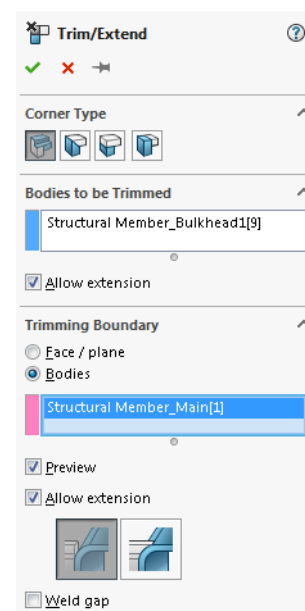 Trim/Extend
Corner Type
Bodies to be Trimmed
Structural Member_Bulkhead1[9]
Allow extension
Trimming Boundary
Face / plane
Bodies
Structural Member_Main[1]
Preview
Allow extension
Weld gap